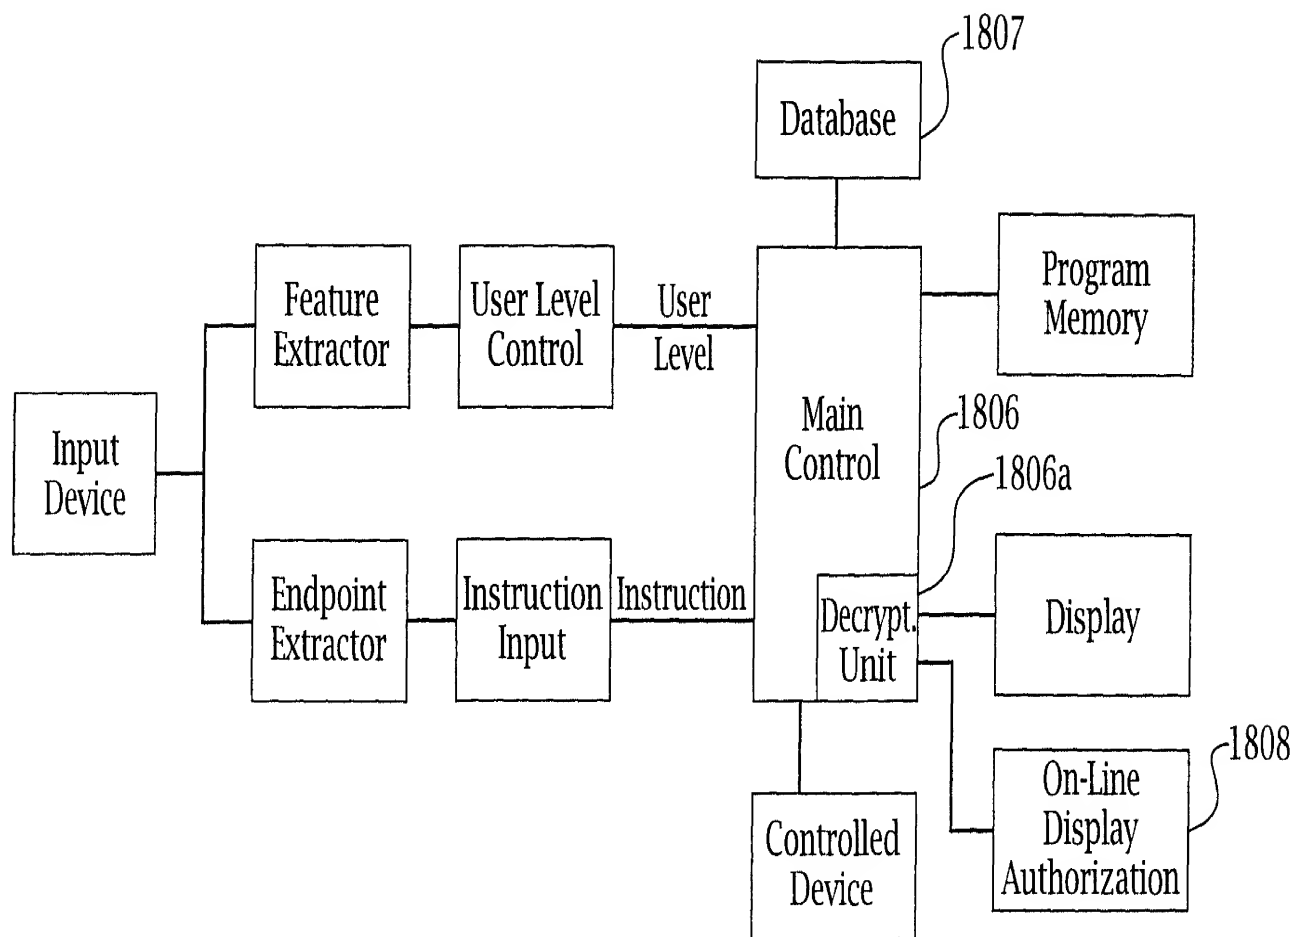 1807
Database
Program
Memory
Feature
Extractor
User Level
Control
User
Level
Input
Device
Main
Control
1806
1806a
Endpoint
Extractor
Instruction
Input
Instruction
Decrypt.
Unit
Display
1808
On-Line
Display
Authorization
Controlled
Device